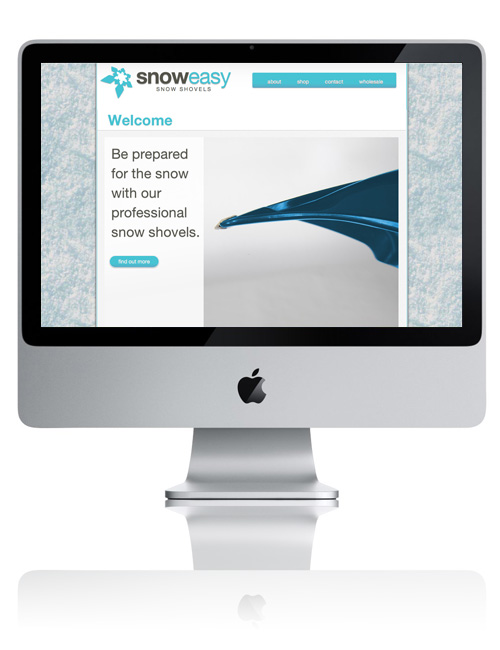 snoweasy
SNOW SHOVELS
about shop contact wholesale
Welcome
Be prepared
for the snow
with our
professional
snow shovels.
find out more